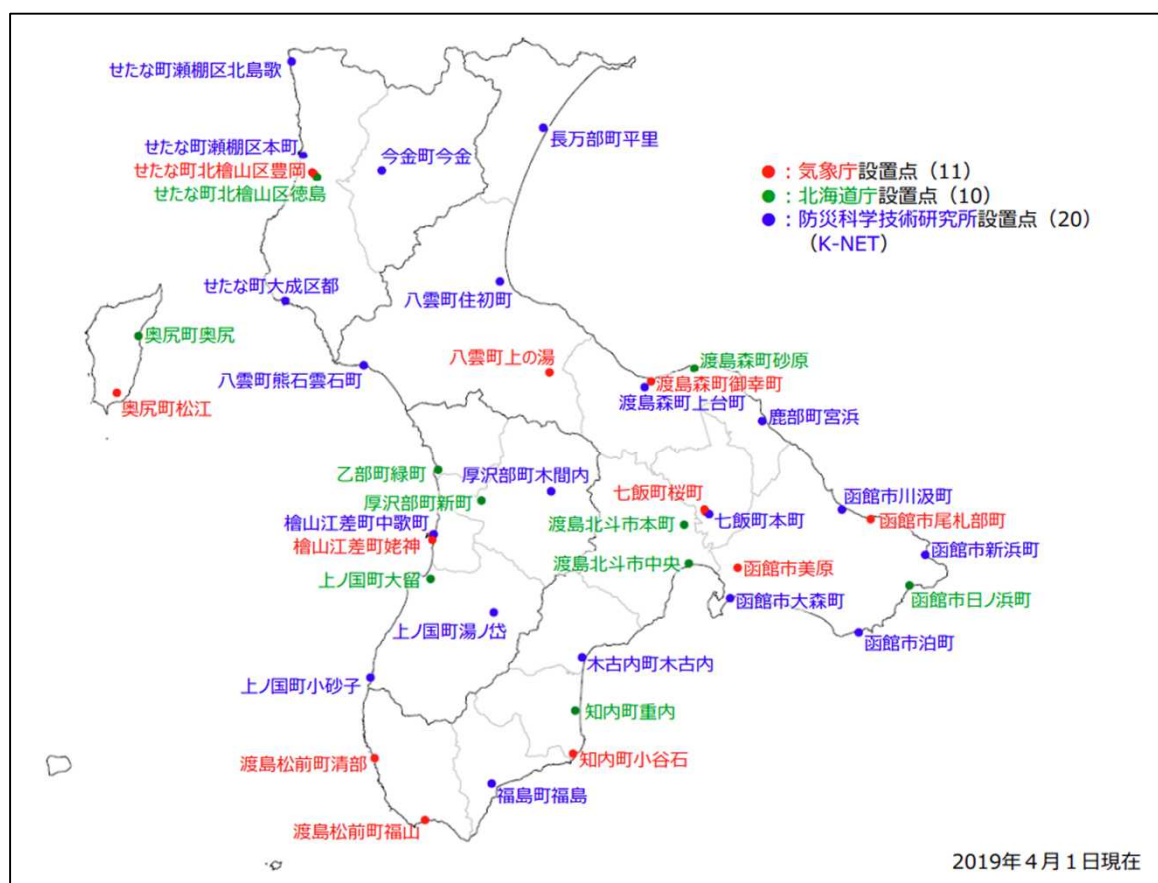 せたな町瀬棚区北島歌
長万部町平里
せたな町瀬棚区本町
今金町今金
せたな町北檜山区豊岡
せたな町北檜山区徳島
●：気象庁設置点（11）
●：北海道庁設置点（10）
●：防災科学技術研究所設置点（20）
（K-NET）
せたな町大成区都
八雲町住初町
奥尻町奥尻
八雲町上の湯
渡島森町砂原
八雲町熊石雲石町
渡島森町御幸町
奥尻町松江
渡島森町上台町
鹿部町宮浜
乙部町緑町
厚沢部町木間内
厚沢部町新町
七飯町桜町
函館市川汲町
檜山江差町中歌町
七飯町本町
函館市尾札部町
渡島北斗市本町
檜山江差町姥神
函館市新浜町
渡島北斗市中央
函館市美原
上ノ国町大留
函館市大森町
函館市日ノ浜町
上ノ国町湯ノ岱
函館市泊町
木古内町木古内
上ノ国町小砂子
知内町重内
渡島松前町清部
知内町小谷石
福島町福島
渡島松前町福山
2019年４月１日現在